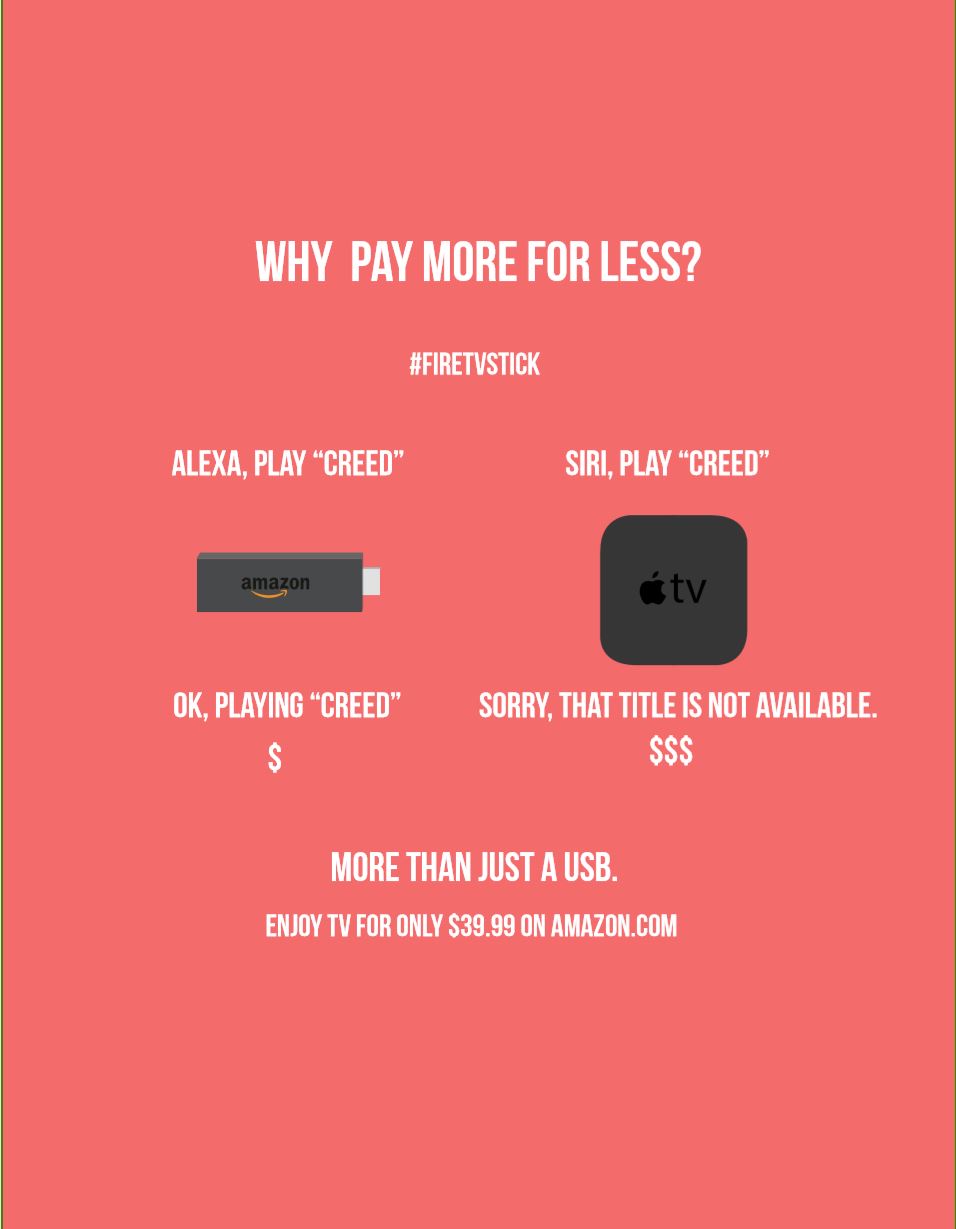 WHY PAY MORE FOR LESS?
#FIRETVSTICK
ALEXA, PLAY “CREED”
SIRI, PLAY “CREED”
amazon
tv
OK, PLAYING “CREED”
SORRY, THAT TITLE IS NOT AVAILABLE.
$
$$$
MORE THAN JUST A USB.
ENJOY TV FOR ONLY $39.99 ON AMAZON.COM